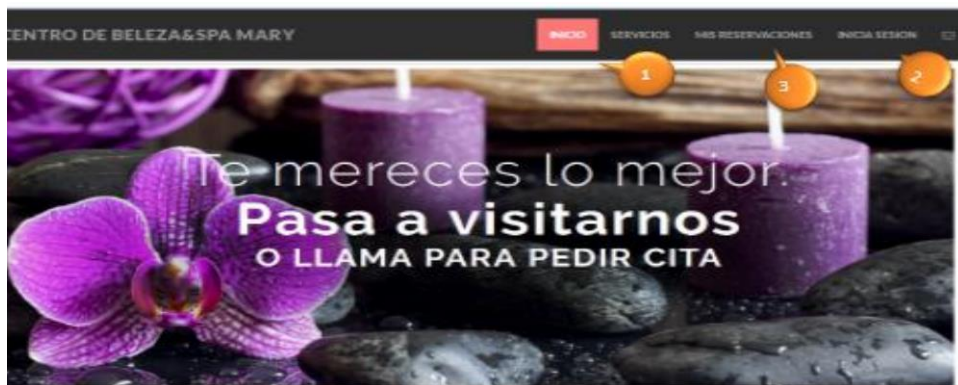 CENTRO DE BELEZA&SPA MARY
INICIO SERVICIOS MIS RESERVACIONES INICIA SESION
1 3 2
Te mereces lo mejor.
Pasa a visitarnos
O LLAMA PARA PEDIR CITA